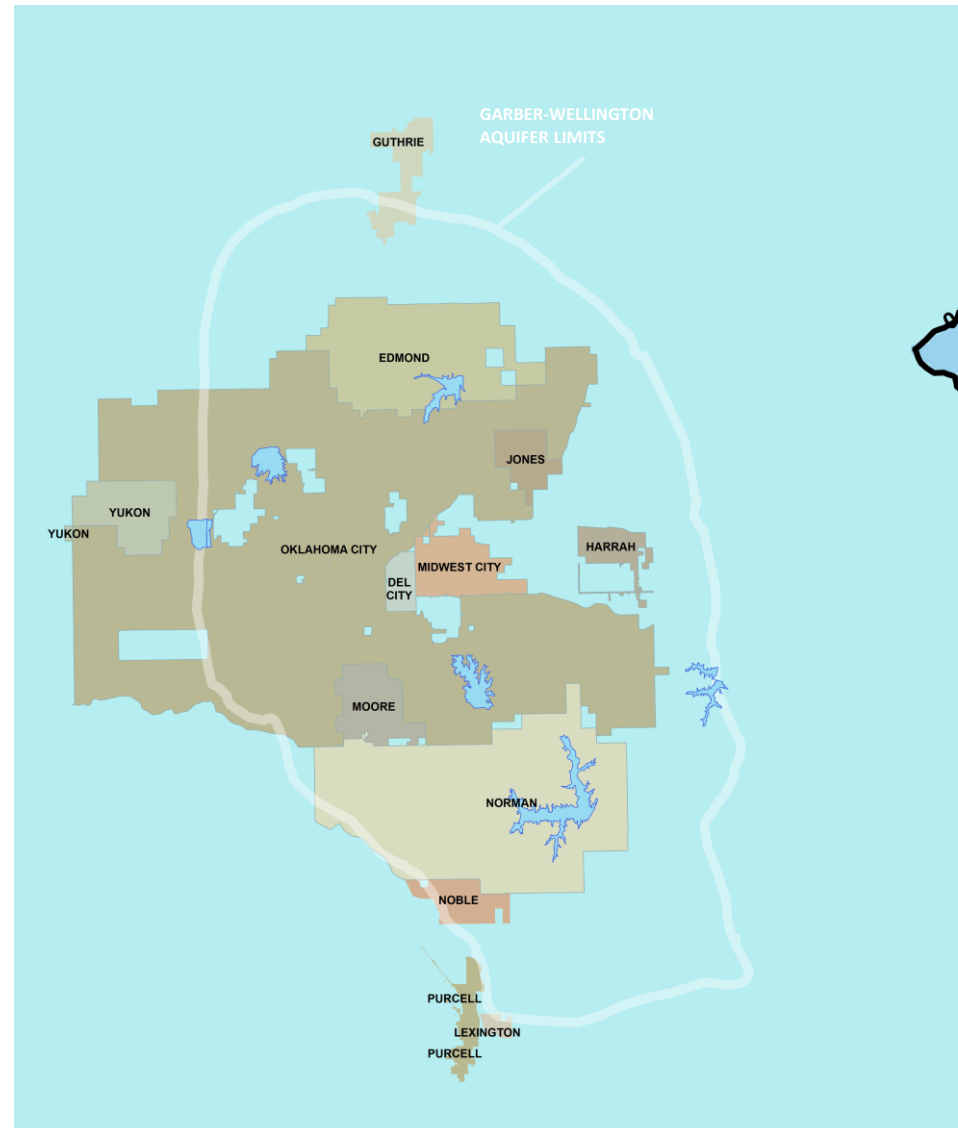 GARBER-WELLINGTON
AQUIFER LIMITS
GUTHRIE
EDMOND
JONES
YUKON
YUKON
OKLAHOMA CITY
HARRAH
MIDWEST CITY
DEL
CITY
MOORE
NORMAN
NOBLE
PURCELL
LEXINGTON
PURCELL